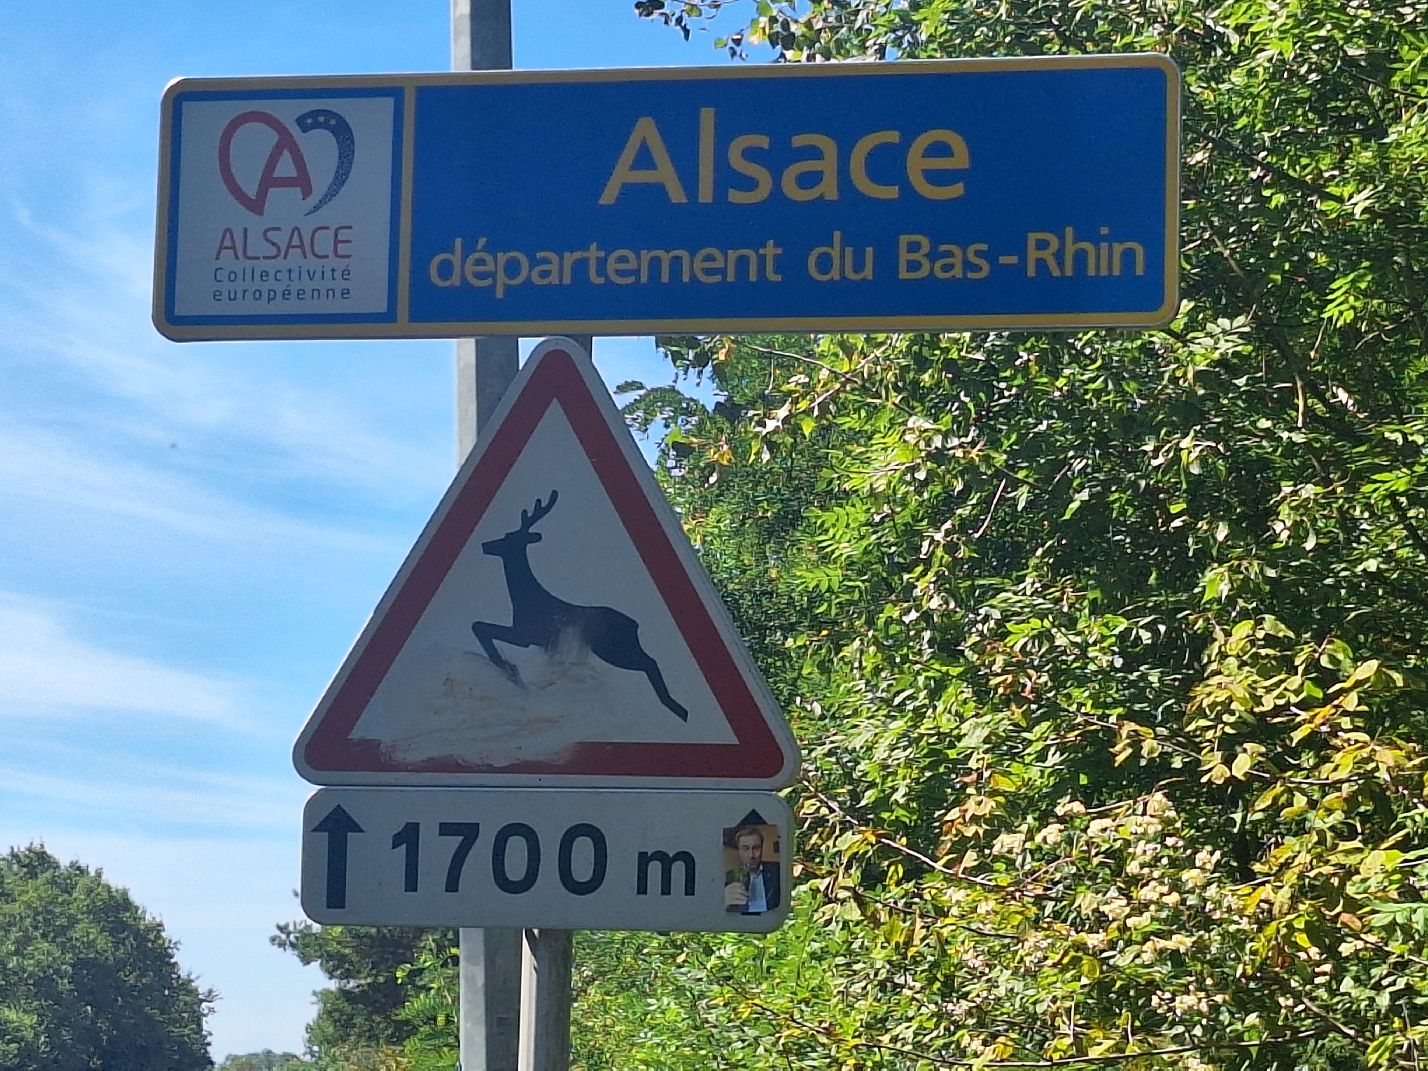 ALSACE
Collectivité
européenne
Alsace
département du Bas-Rhin
1700 m